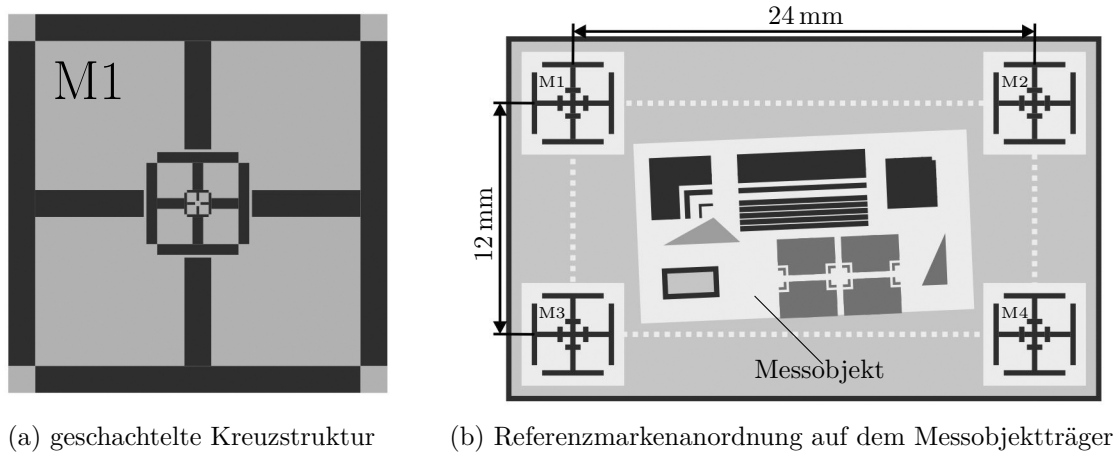 M1
24 mm
M1
M2
12 mm
M3
M4
Messobjekt
(a) geschachtelte Kreuzstruktur
(b) Referenzmarkenanordnung auf dem Messobjektträger